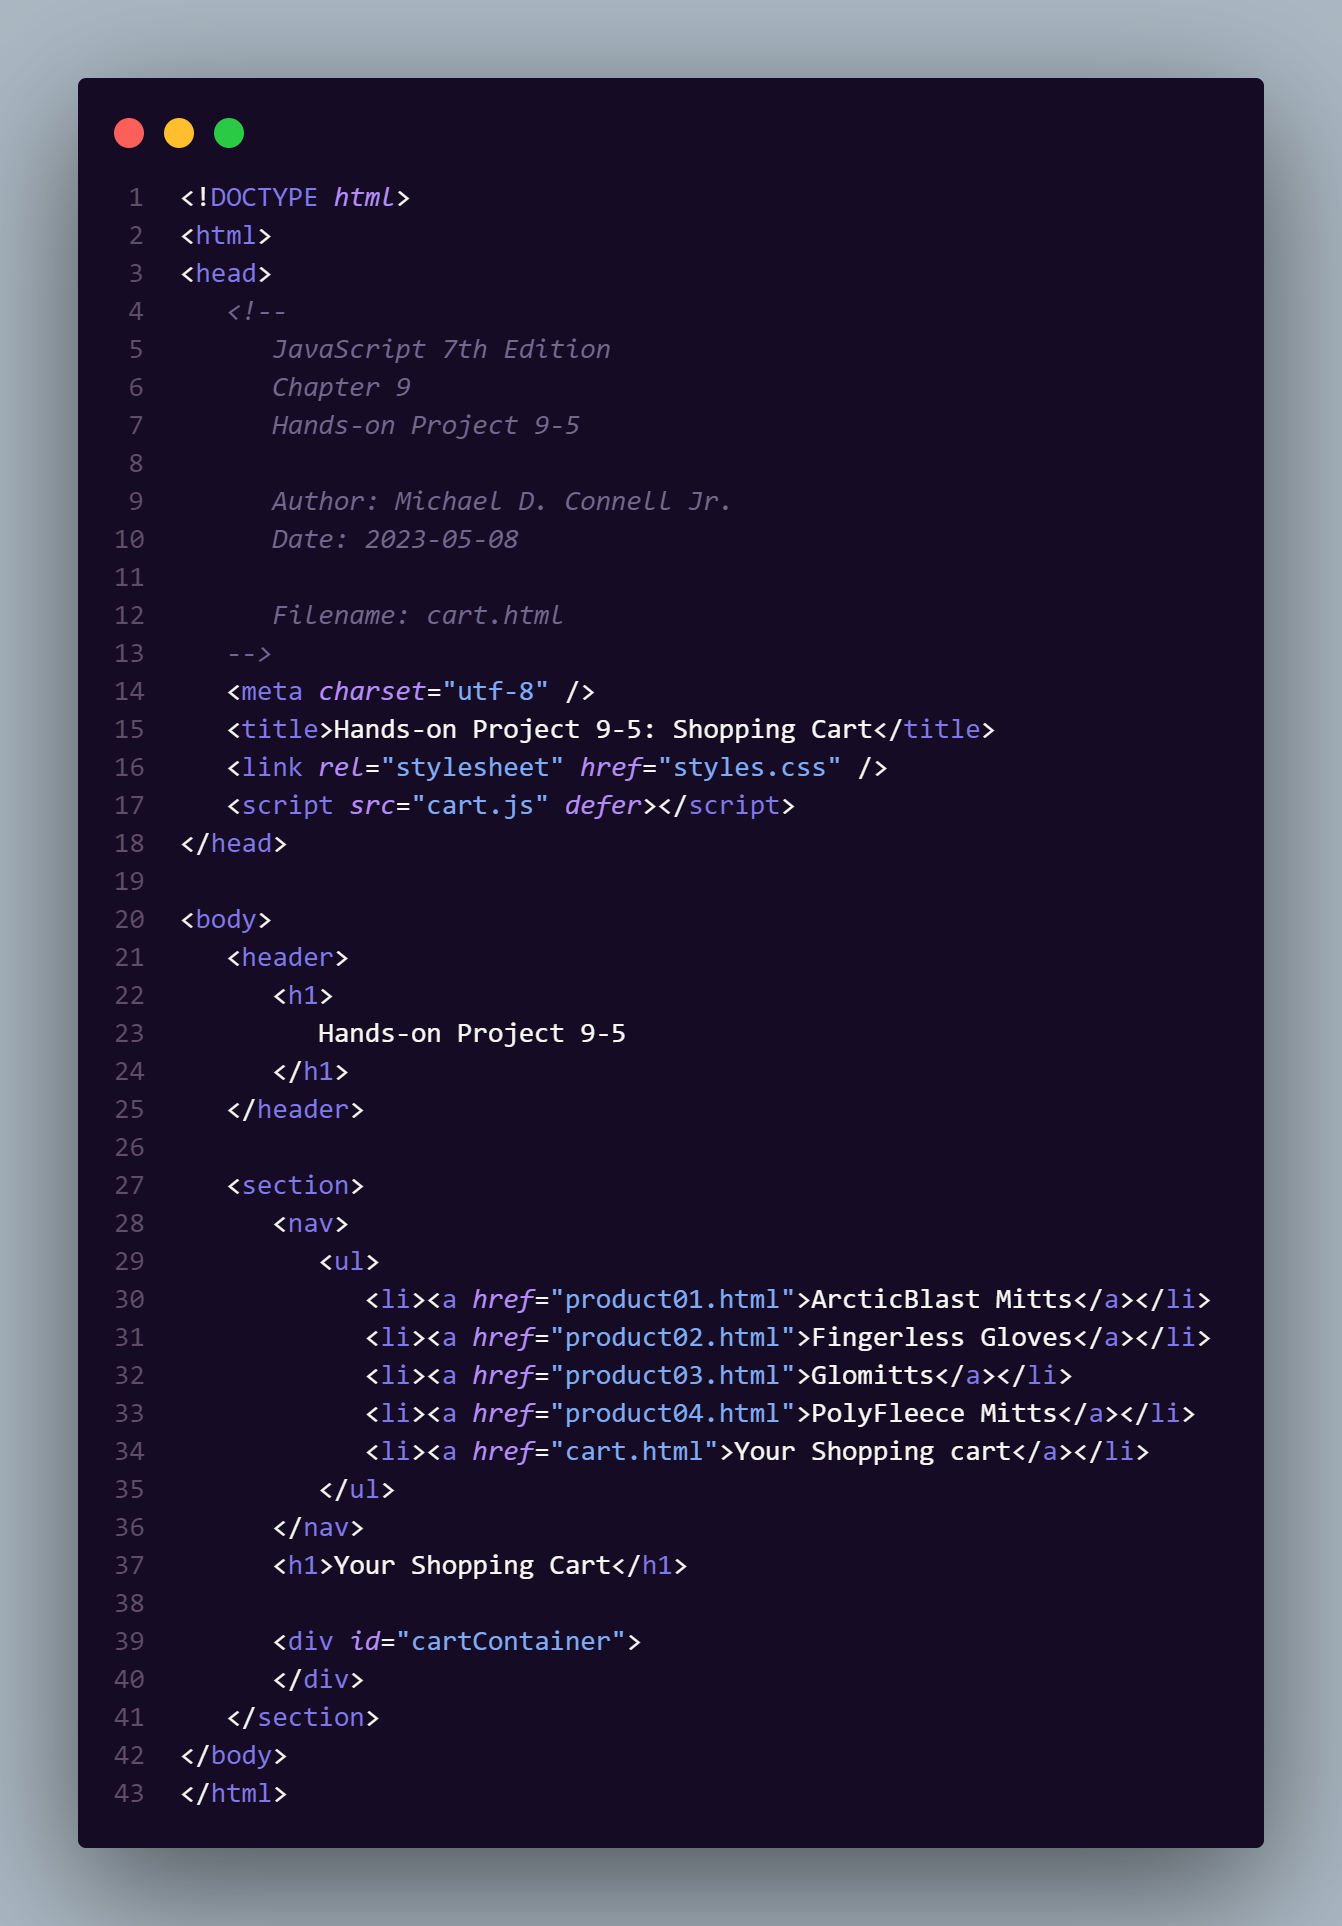 1 <!DOCTYPE html>
2 <html>
3 <head>
4    <!--
5       JavaScript 7th Edition
6       Chapter 9
7       Hands-on Project 9-5
8
9       Author: Michael D. Connell Jr.
10       Date: 2023-05-08
11
12       Filename: cart.html
13    -->
14    <meta charset="utf-8" />
15    <title>Hands-on Project 9-5: Shopping Cart</title>
16    <link rel="stylesheet" href="styles.css" />
17    <script src="cart.js" defer></script>
18 </head>
19
20 <body>
21    <header>
22       <h1>
23          Hands-on Project 9-5
24       </h1>
25    </header>
26
27    <section>
28       <nav>
29          <ul>
30             <li><a href="product01.html">ArcticBlast Mitts</a></li>
31             <li><a href="product02.html">Fingerless Gloves</a></li>
32             <li><a href="product03.html">Glomitts</a></li>
33             <li><a href="product04.html">PolyFleece Mitts</a></li>
34             <li><a href="cart.html">Your Shopping cart</a></li>
35          </ul>
36       </nav>
37       <h1>Your Shopping Cart</h1>
38
39       <div id="cartContainer">
40       </div>
41    </section>
42 </body>
43 </html>